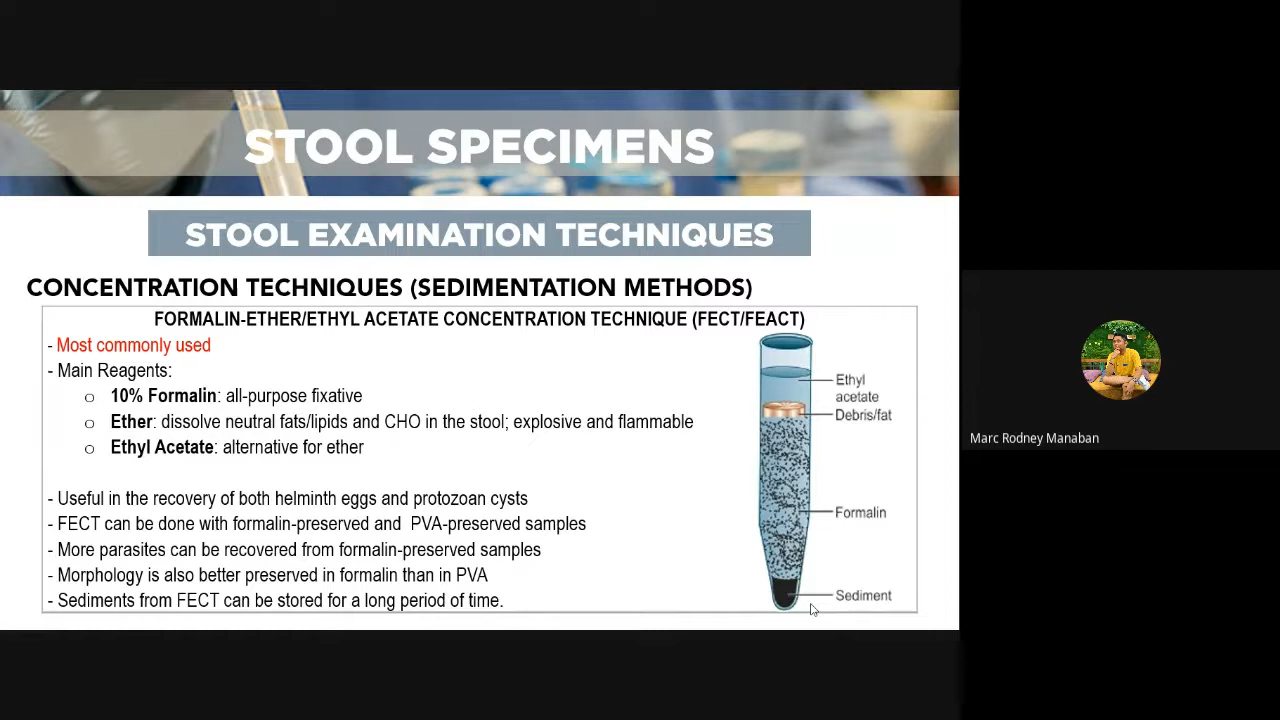 STOOL SPECIMENS
STOOL EXAMINATION TECHNIQUES
CONCENTRATION TECHNIQUES (SEDIMENTATION METHODS)
FORMALIN-ETHER/ETHYL ACETATE CONCENTRATION TECHNIQUE (FECT/FEACT)
- Most commonly used
- Main Reagents:
o 10% Formalin: all-purpose fixative
o Ether: dissolve neutral fats/lipids and CHO in the stool; explosive and flammable
o Ethyl Acetate: alternative for ether
- Useful in the recovery of both helminth eggs and protozoan cysts
- FECT can be done with formalin-preserved and PVA-preserved samples
- More parasites can be recovered from formalin-preserved samples
- Morphology is also better preserved in formalin than in PVA
- Sediments from FECT can be stored for a long period of time.
Ethyl
acetate
Debris/fat
Formalin
Sediment
Marc Rodney Manaban